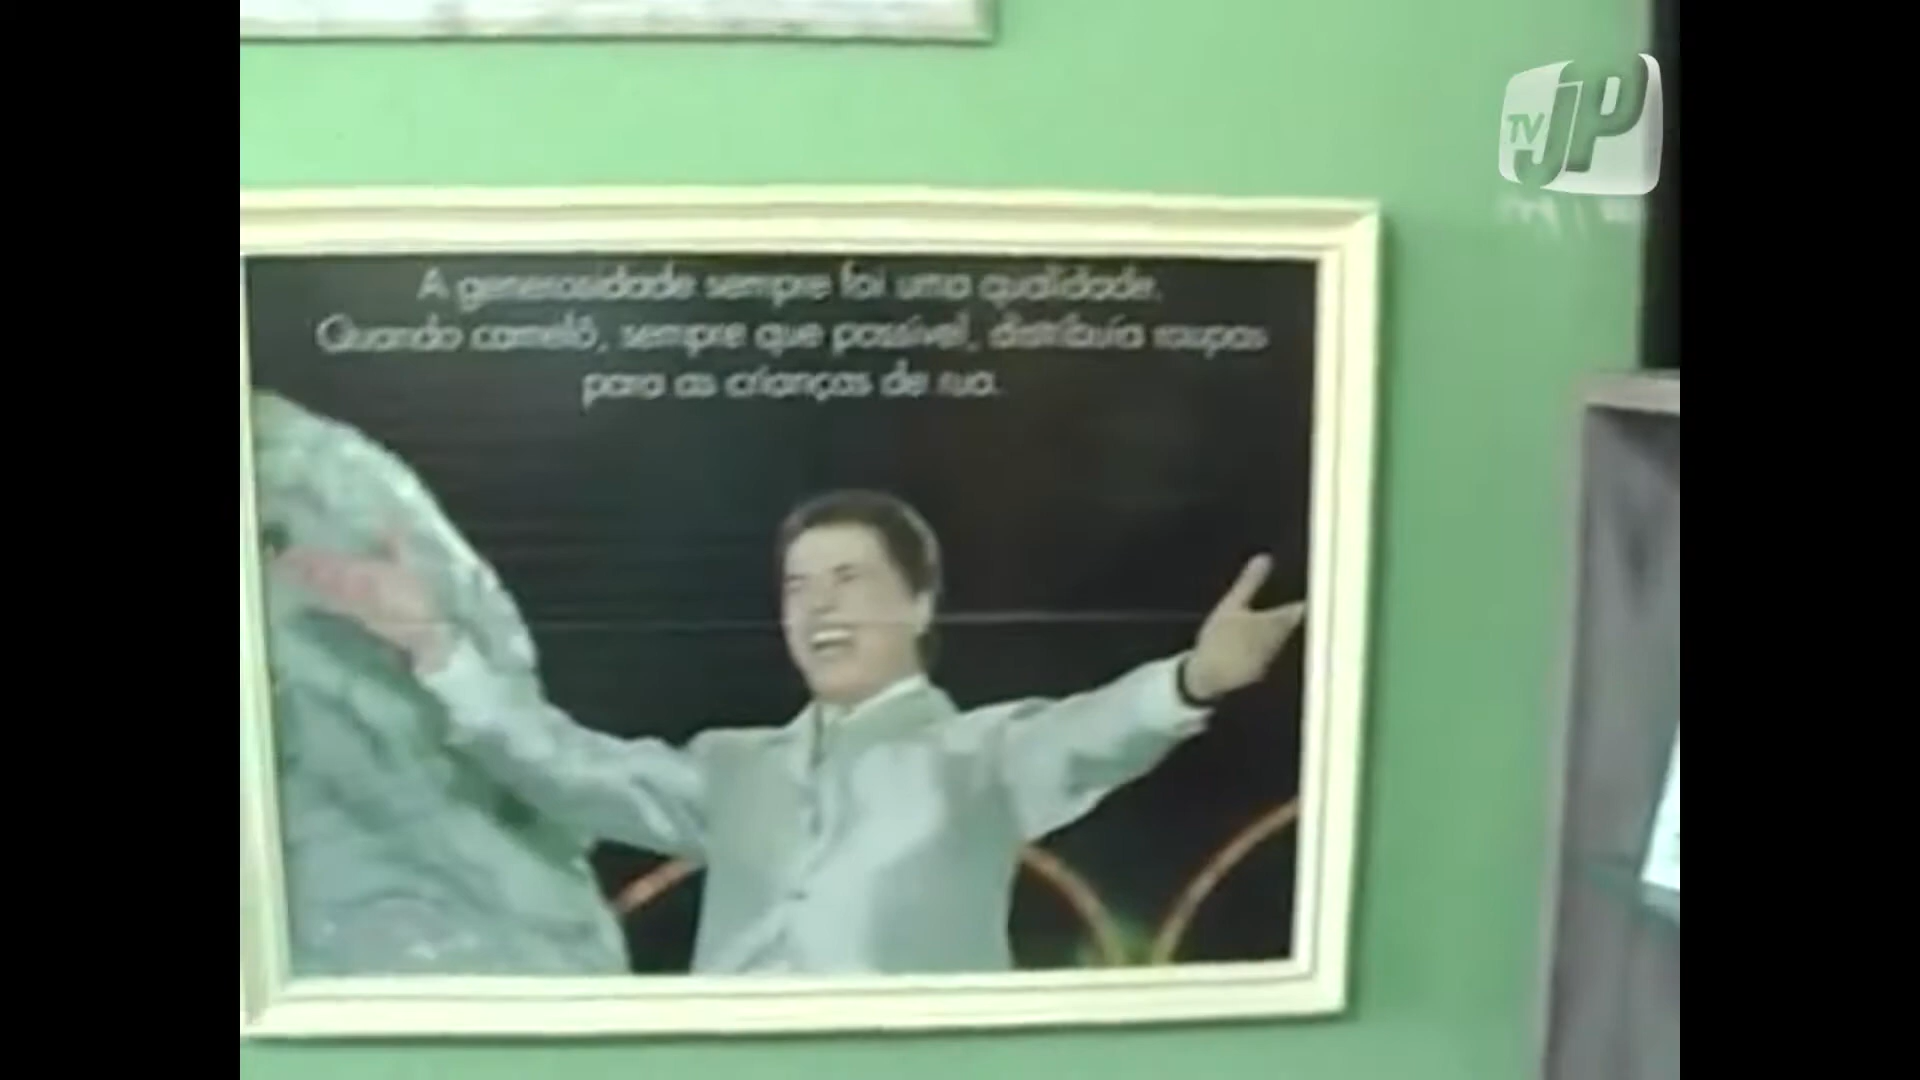 TV JP
A generosidade sempre foi uma qualidade.
Quando camelô, sempre que possível, distribuía roupas
para as crianças de rua.